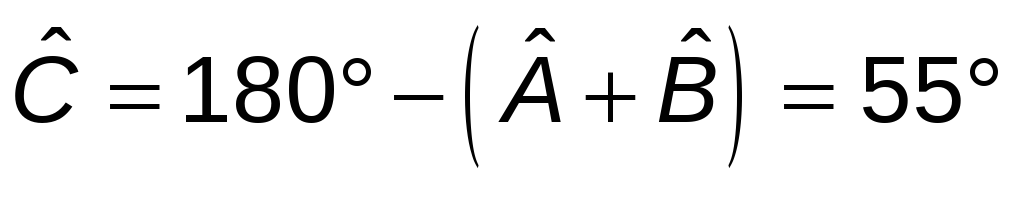 Ĉ = 180° − ( Â + B̂ ) = 55°